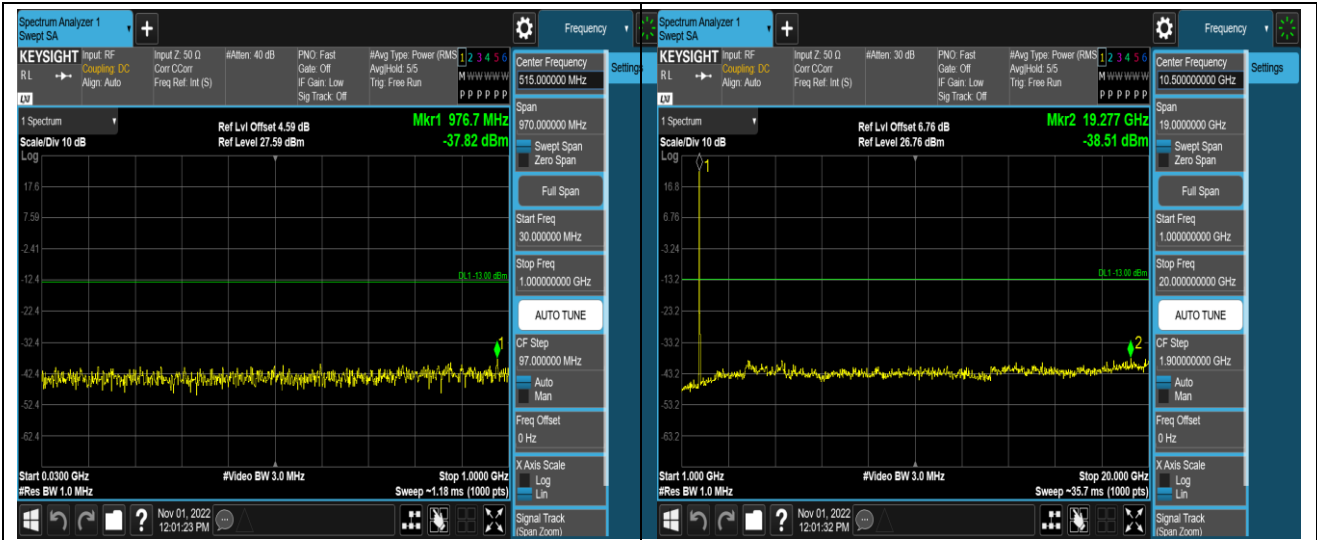 Spectrum Analyzer 1
Swept SA
Frequency
KEYSIGHT
Input: RF
Coupling: DC
Align: Auto
Input Z: 50 Ω
Corr CCorr
Freq Ref: Int (S)
#Atten: 40 dB
PNO: Fast
Gate: Off
IF Gain: Low
Sig Track: Off
#Avg Type: Power (RMS
Avg|Hold: 5/5
Trig: Free Run
1 2 3 4 5 6
M W W W W W
P P P P P P
RL
LXI
Center Frequency
515.000000 MHz
Settings
1 Spectrum
Scale/Div 10 dB
Ref Lvl Offset 4.59 dB
Ref Level 27.59 dBm
Mkr1 976.7 MHz
-37.82 dBm
Span
970.000000 MHz
Swept Span
Zero Span
Full Span
Start Freq
30.000000 MHz
Stop Freq
1.000000000 GHz
AUTO TUNE
CF Step
97.000000 MHz
Auto
Man
Freq Offset
0 Hz
X Axis Scale
Log
Lin
Signal Track
(Span Zoom)
Log
17.6
7.59
-2.41
-12.4
-22.4
-32.4
-42.4
-52.4
-62.4
DL1 -13.00 dBm
1
Start 0.0300 GHz
#Res BW 1.0 MHz
#Video BW 3.0 MHz
Stop 1.0000 GHz
Sweep ~1.18 ms (1000 pts)
?
Nov 01, 2022
12:01:23 PM
Spectrum Analyzer 1
Swept SA
Frequency
KEYSIGHT
Input: RF
Coupling: DC
Align: Auto
Input Z: 50 Ω
Corr CCorr
Freq Ref: Int (S)
#Atten: 30 dB
PNO: Fast
Gate: Off
IF Gain: Low
Sig Track: Off
#Avg Type: Power (RMS
Avg|Hold: 5/5
Trig: Free Run
1 2 3 4 5 6
M W W W W W
P P P P P P
RL
LXI
Center Frequency
10.500000000 GHz
Settings
1 Spectrum
Scale/Div 10 dB
Ref Lvl Offset 6.76 dB
Ref Level 26.76 dBm
Mkr2 19.277 GHz
-38.51 dBm
Span
19.0000000 GHz
Swept Span
Zero Span
Full Span
Start Freq
1.000000000 GHz
Stop Freq
20.000000000 GHz
AUTO TUNE
CF Step
1.900000000 GHz
Auto
Man
Freq Offset
0 Hz
X Axis Scale
Log
Lin
Signal Track
(Span Zoom)
Log
16.8
6.76
-3.24
-13.2
-23.2
-33.2
-43.2
-53.2
-63.2
1
DL1 -13.00 dBm
2
Start 1.000 GHz
#Res BW 1.0 MHz
#Video BW 3.0 MHz
Stop 20.000 GHz
Sweep ~35.7 ms (1000 pts)
?
Nov 01, 2022
12:01:32 PM